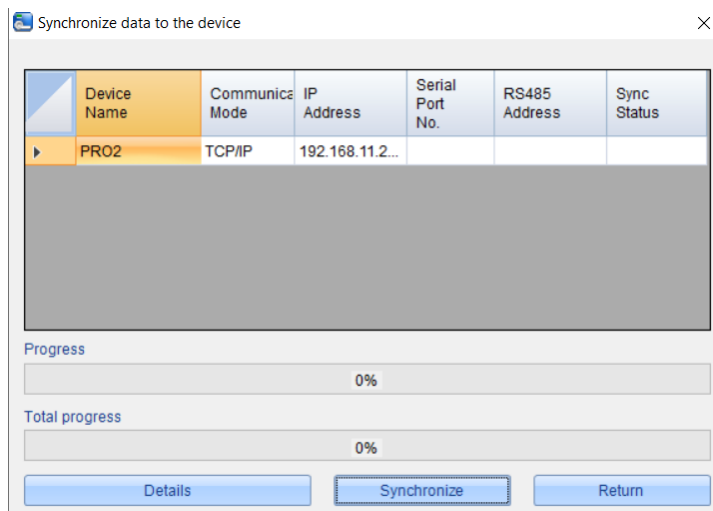 Synchronize data to the device
Device Name
Communica Mode
IP Address
Serial Port No.
RS485 Address
Sync Status
PRO2 TCP/IP 192.168.11.2...
Progress
0%
Total progress
0%
Details Synchronize Return